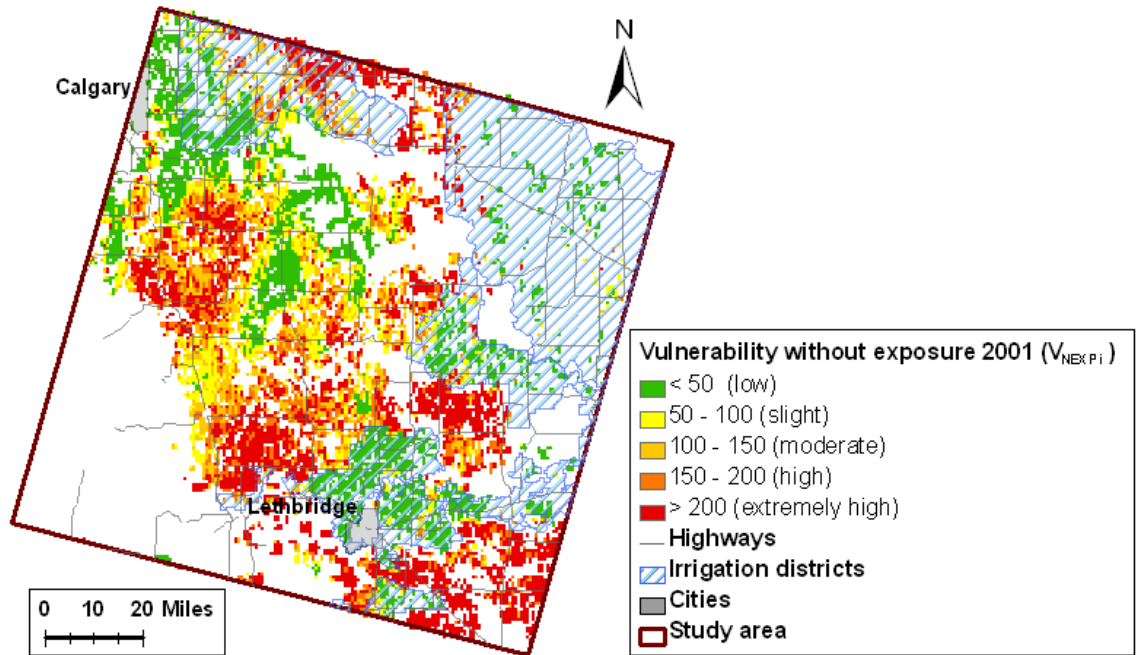 N
Calgary
Lethbridge
Vulnerability without exposure 2001 (V_NEXPi )
< 50 (low)
50 - 100 (slight)
100 - 150 (moderate)
150 - 200 (high)
> 200 (extremely high)
Highways
Irrigation districts
Cities
Study area
0 10 20 Miles